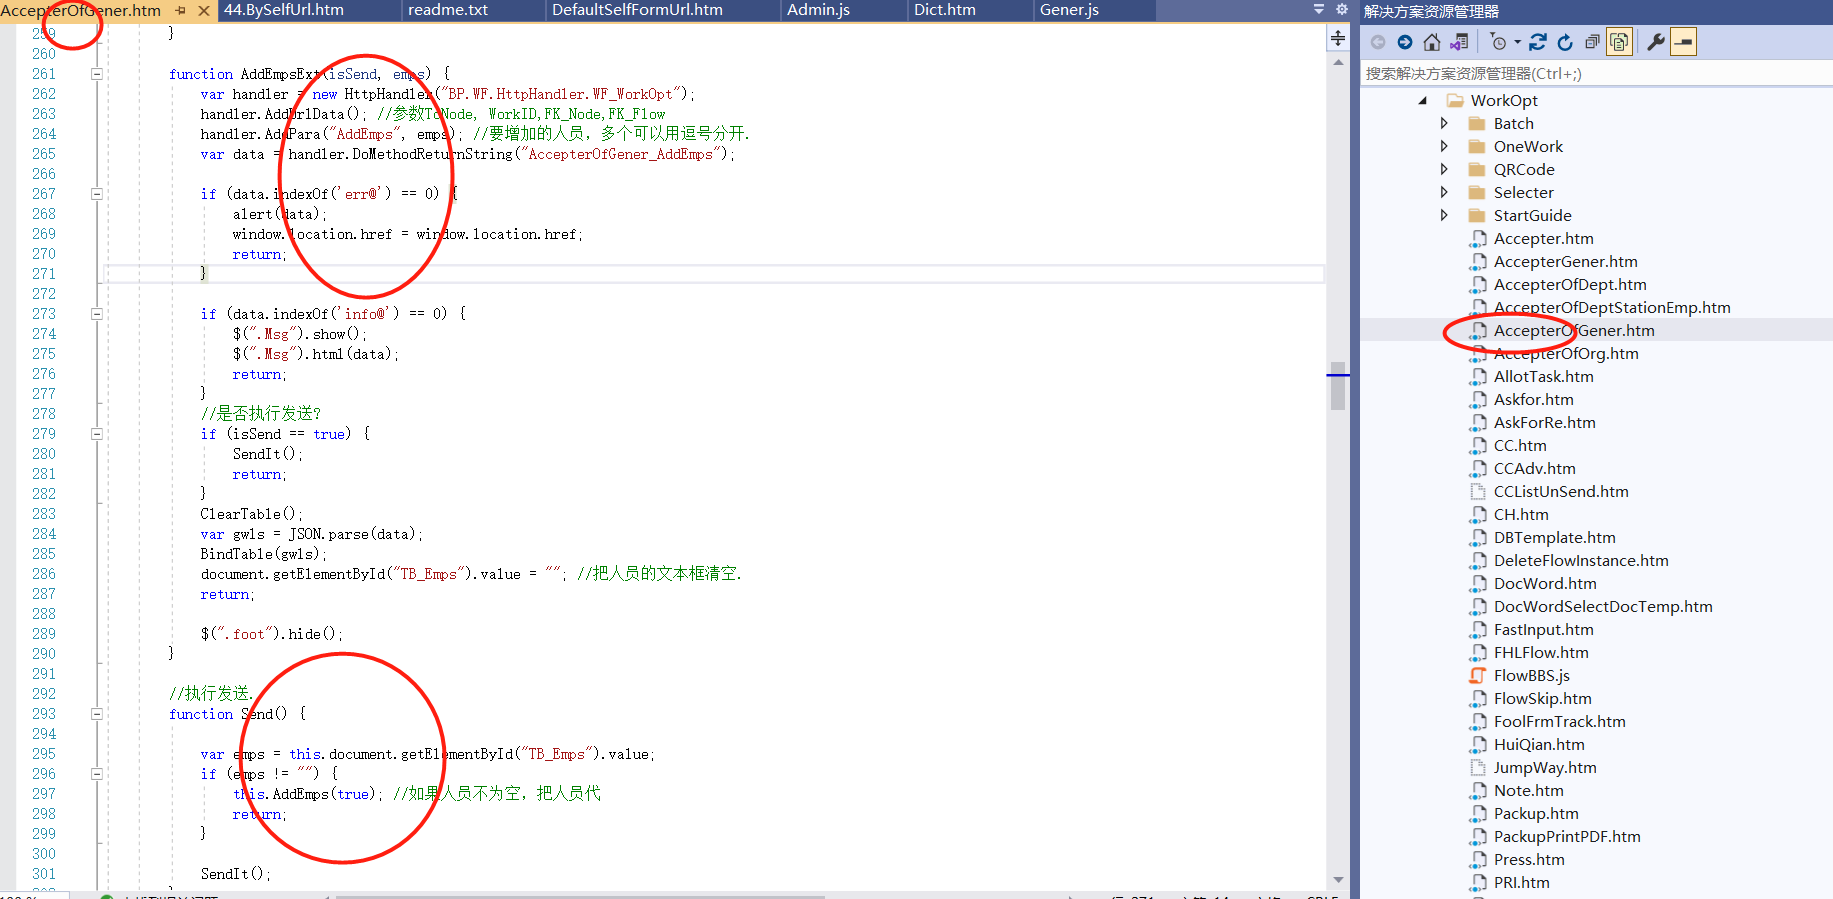 AccepterOfGener.htm
44.BySelfUrl.htm
readme.txt
DefaultSelfFormUrl.htm
Admin.js
Dict.htm
Gener.js
259 }
260
261 function AddEmpsExt(isSend, emps) {
262 var handler = new HttpHandler("BP.WF.HttpHandler.WF_WorkOpt");
263 handler.AddUrlData(); //参数ToNode, WorkID,FK_Node,FK_Flow
264 handler.AddPara("AddEmps", emps); //要增加的人员，多个可以用逗号分开.
265 var data = handler.DoMethodReturnString("AccepterOfGener_AddEmps");
266
267 if (data.indexOf('err@') == 0) {
268 alert(data);
269 window.location.href = window.location.href;
270 return;
271 }
272
273 if (data.indexOf('info@') == 0) {
274 $(".Msg").show();
275 $(".Msg").html(data);
276 return;
277 }
278 //是否执行发送?
279 if (isSend == true) {
280 SendIt();
281 return;
282 }
283 ClearTable();
284 var gwls = JSON.parse(data);
285 BindTable(gwls);
286 document.getElementById("TB_Emps").value = ""; //把人员的文本框清空.
287 return;
288
289 $(".foot").hide();
290 }
291
292 //执行发送.
293 function Send() {
294
295 var emps = this.document.getElementById("TB_Emps").value;
296 if (emps != "") {
297 this.AddEmps(true); //如果人员不为空，把人员代
298 return;
299 }
300
301 SendIt();
解决方案资源管理器
搜索解决方案资源管理器(Ctrl+;)
WorkOpt
Batch
OneWork
QRCode
Selecter
StartGuide
Accepter.htm
AccepterGener.htm
AccepterOfDept.htm
AccepterOfDeptStationEmp.htm
AccepterOfGener.htm
AccepterOfOrg.htm
AllotTask.htm
Askfor.htm
AskForRe.htm
CC.htm
CCAdv.htm
CCListUnSend.htm
CH.htm
DBTemplate.htm
DeleteFlowInstance.htm
DocWord.htm
DocWordSelectDocTemp.htm
FastInput.htm
FHLFlow.htm
FlowBBS.js
FlowSkip.htm
FoolFrmTrack.htm
HuiQian.htm
JumpWay.htm
Note.htm
Packup.htm
PackupPrintPDF.htm
Press.htm
PRI.htm